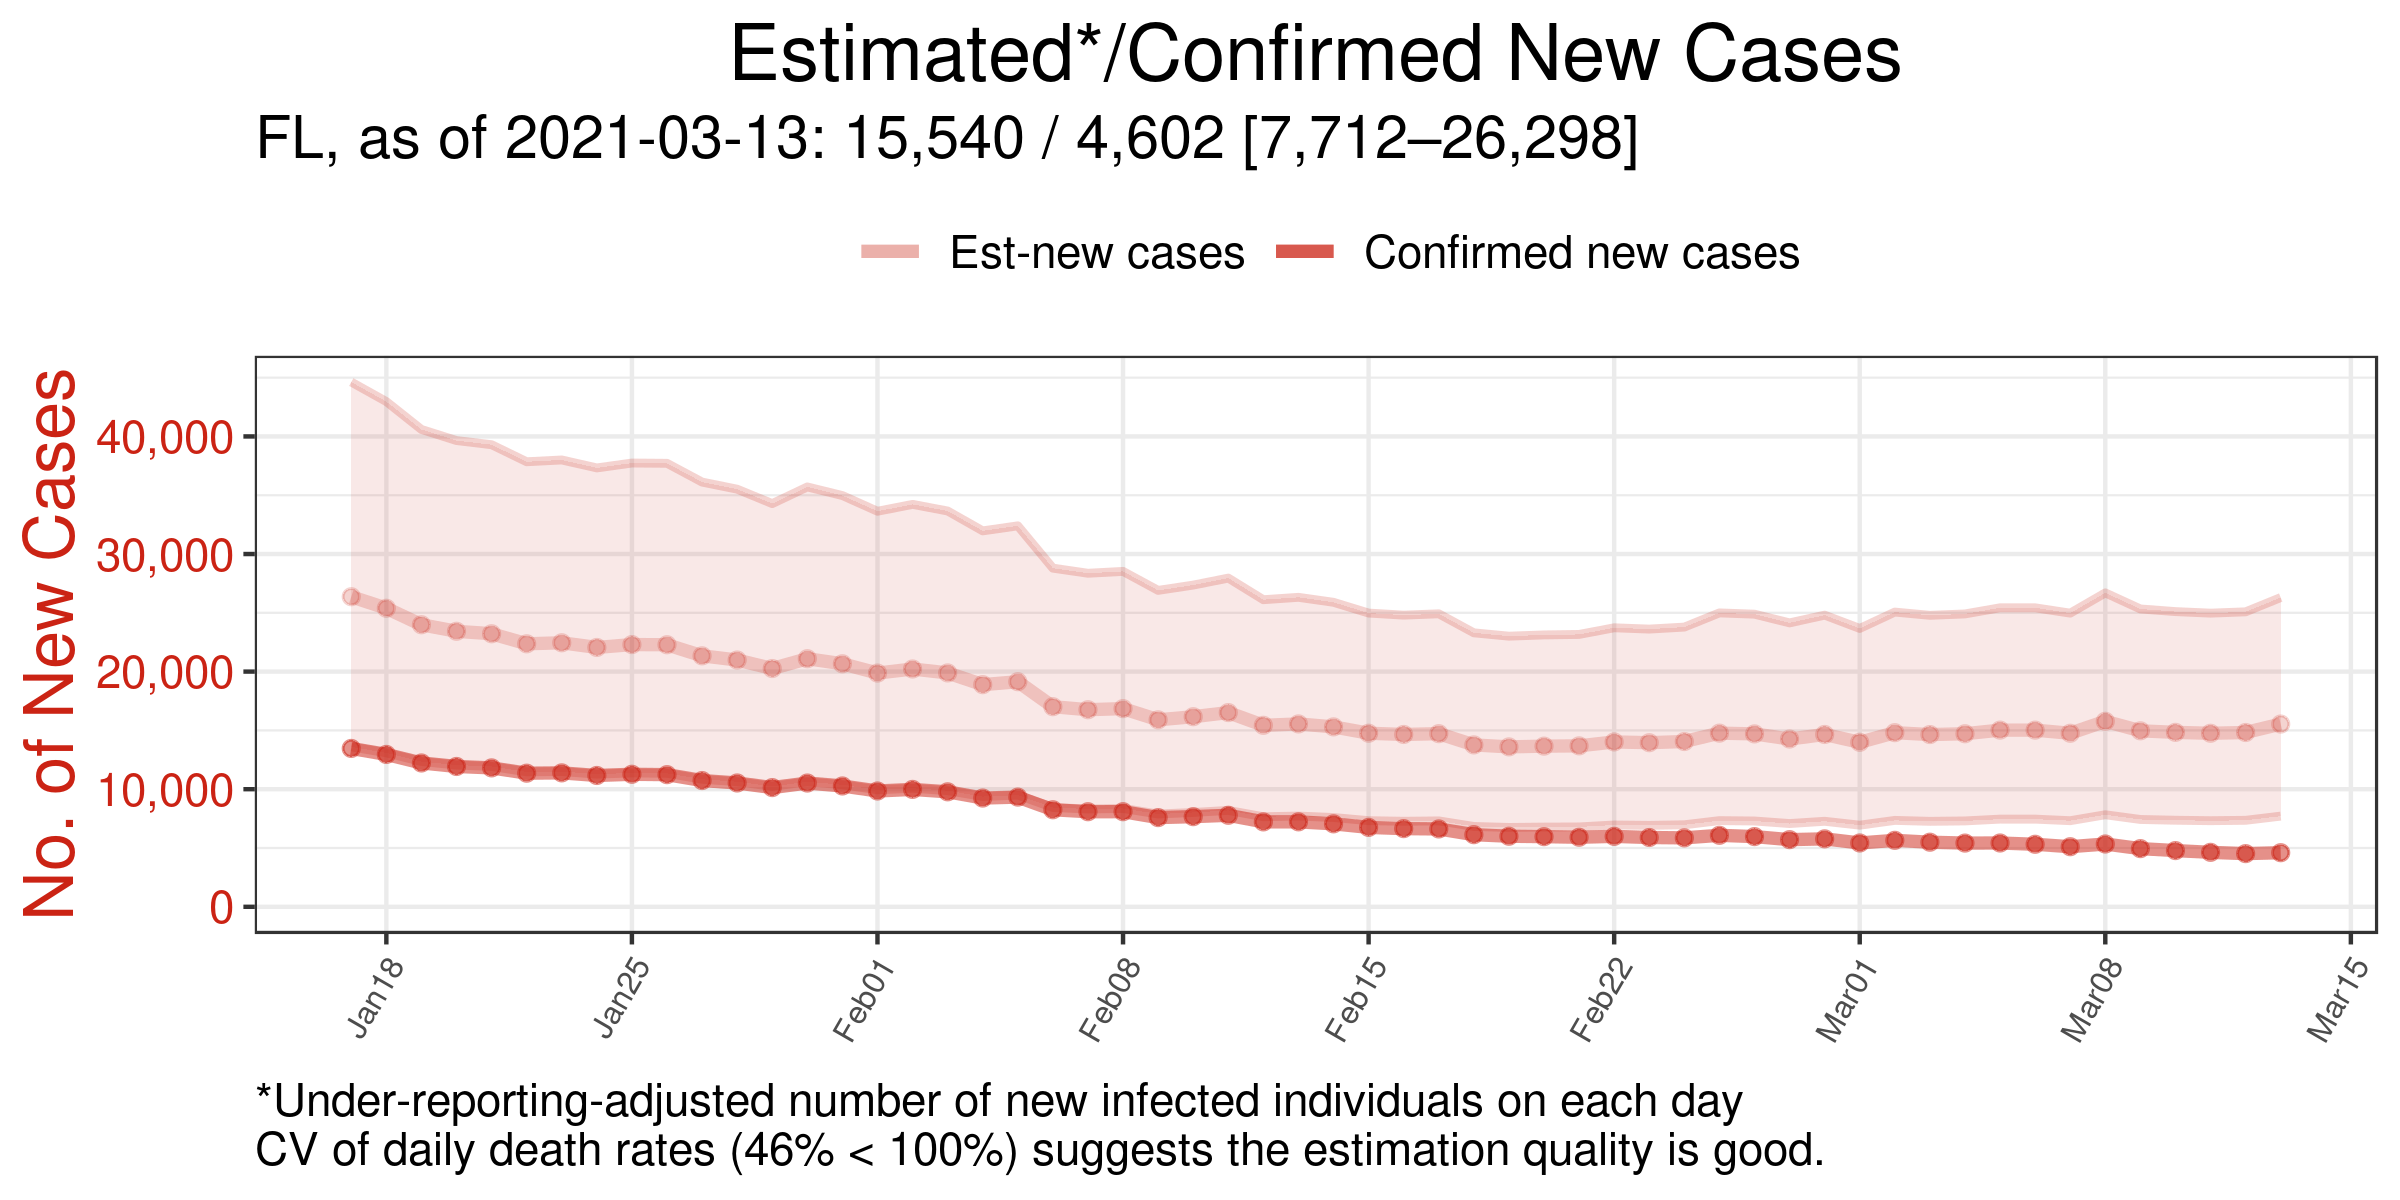 Estimated*/Confirmed New Cases
FL, as of 2021-03-13: 15,540 / 4,602 [7,712–26,298]
Est-new cases
Confirmed new cases
No. of New Cases
40,000
30,000
20,000
10,000
0
Jan18
Jan25
Feb01
Feb08
Feb15
Feb22
Mar01
Mar08
Mar15
*Under-reporting-adjusted number of new infected individuals on each day
CV of daily death rates (46% < 100%) suggests the estimation quality is good.